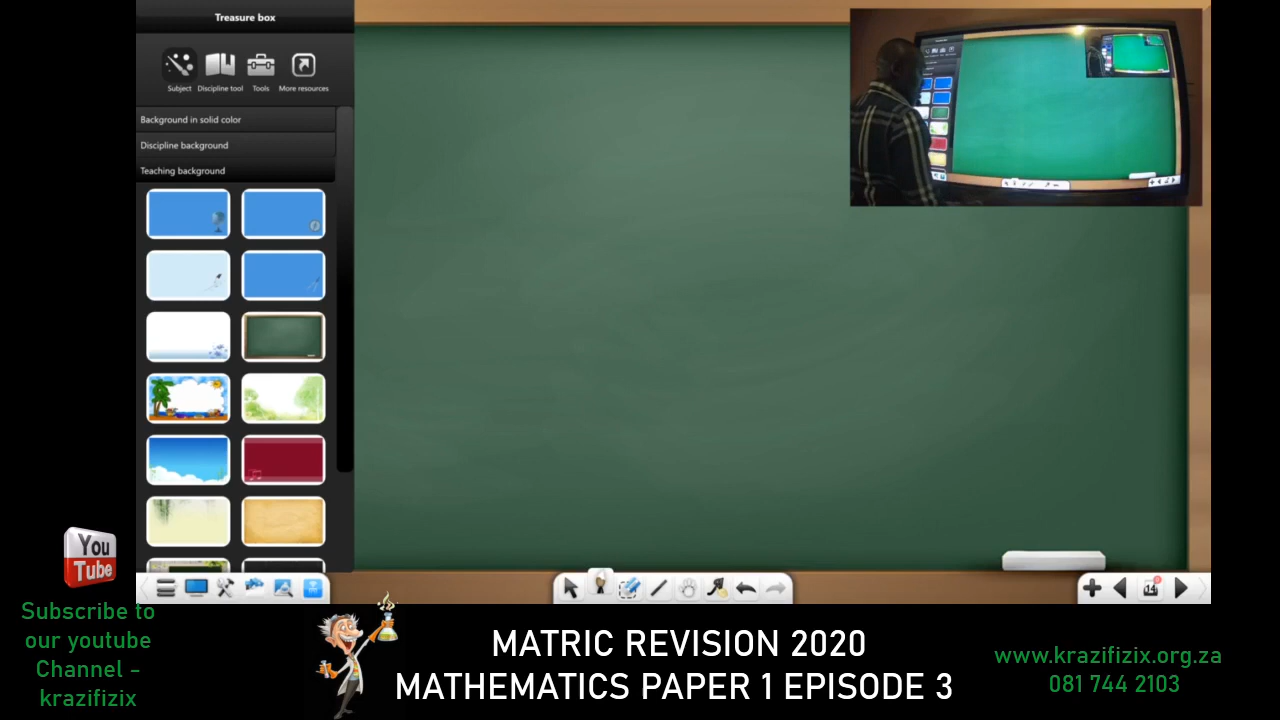 Treasure box
Subject
Discipline tool
Tools
More resources
Background in solid color
Discipline background
Teaching background
14
You
Tube
Subscribe to
our youtube
Channel -
krazifizix
MATRIC REVISION 2020
MATHEMATICS PAPER 1 EPISODE 3
www.krazifizix.org.za
081 744 2103